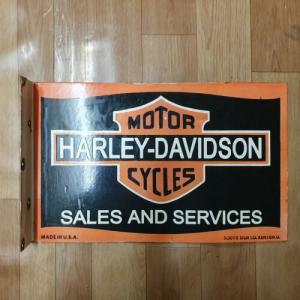 MOTOR
HARLEY-DAVIDSON
CYCLES
SALES AND SERVICES
MADE IN U.S.A.